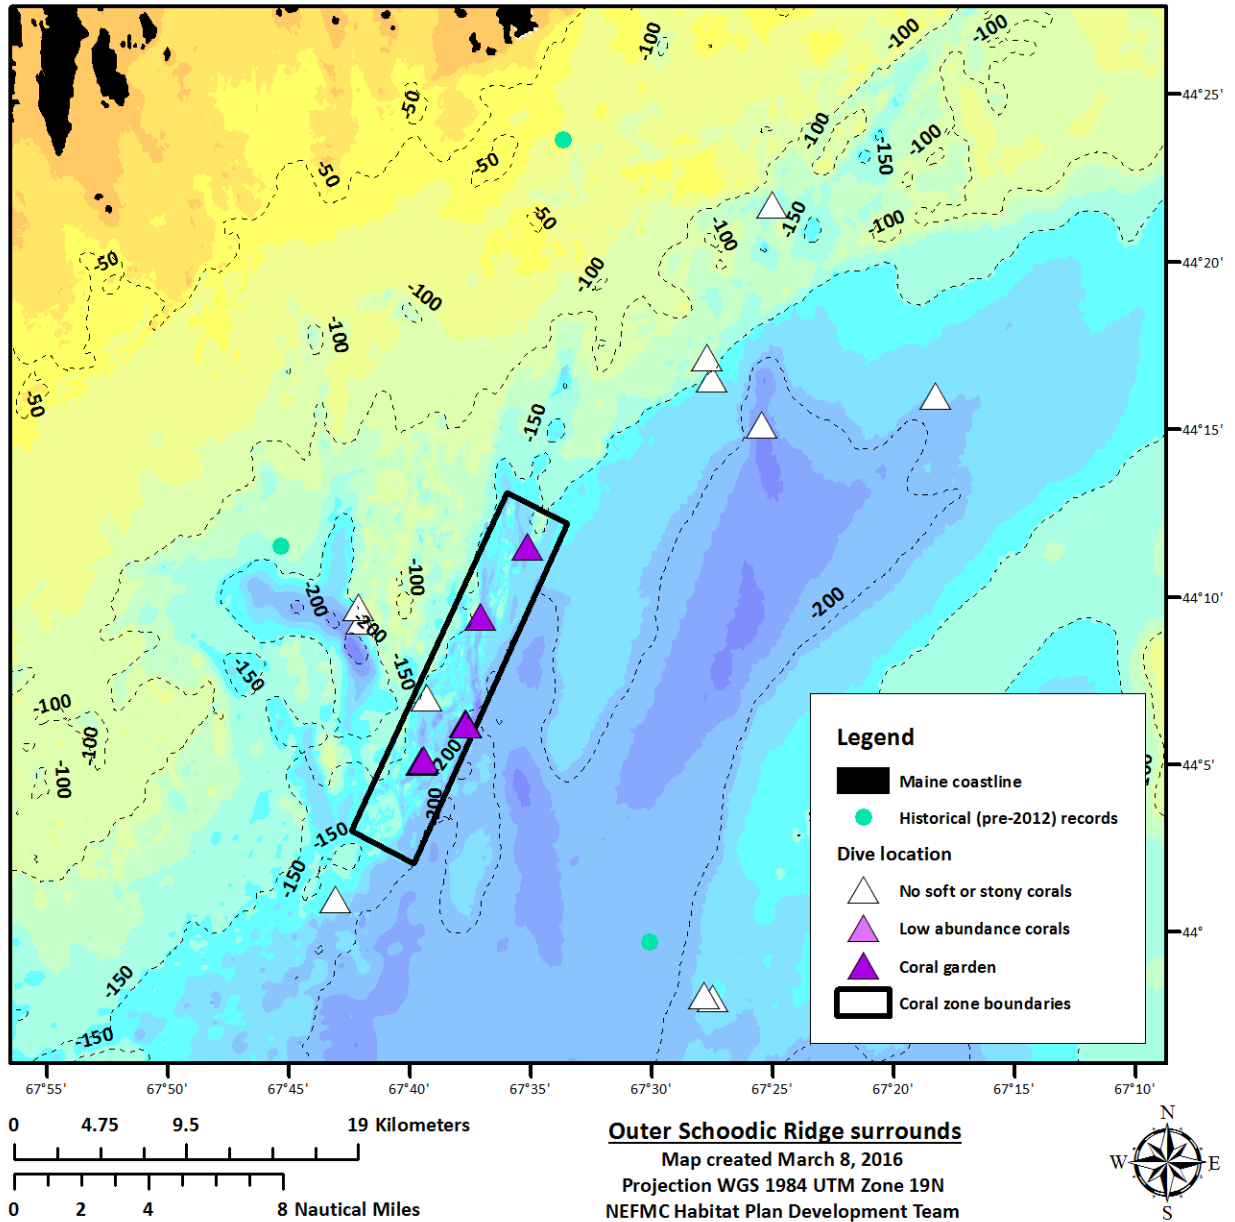 -100
-100
-100
-50
-100
-100
-150
-50
-50
-50
-150
-100
-100
-50
-100
-100
-100
-50
-150
-100
-200
-200
-200
-150
-150
-100
-100
-100
-200
-200
-150
-150
-150
-150
44°25'
44°20'
44°15'
44°10'
44°5'
44°
Legend
Maine coastline
Historical (pre-2012) records
Dive location
No soft or stony corals
Low abundance corals
Coral garden
Coral zone boundaries
67°55'
67°50'
67°45'
67°40'
67°35'
67°30'
67°25'
67°20'
67°15'
67°10'
0 4.75 9.5 19 Kilometers
0 2 4 8 Nautical Miles
Outer Schoodic Ridge surrounds
Map created March 8, 2016
Projection WGS 1984 UTM Zone 19N
NEFMC Habitat Plan Development Team
N
W E
S